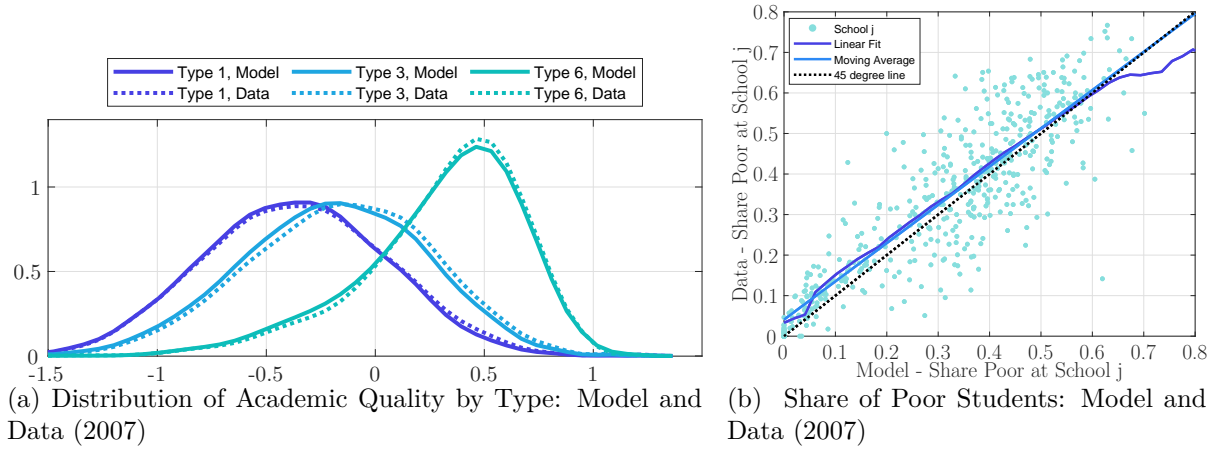 Type 1, Model Type 3, Model Type 6, Model
Type 1, Data Type 3, Data Type 6, Data
1
0.5
0
-1.5 -1 -0.5 0 0.5 1
(a) Distribution of Academic Quality by Type: Model and
Data (2007)
School j
Linear Fit
Moving Average
45 degree line
Data - Share Poor at School j
0.8
0.7
0.6
0.5
0.4
0.3
0.2
0.1
0
0 0.1 0.2 0.3 0.4 0.5 0.6 0.7 0.8
Model - Share Poor at School j
(b) Share of Poor Students: Model and
Data (2007)